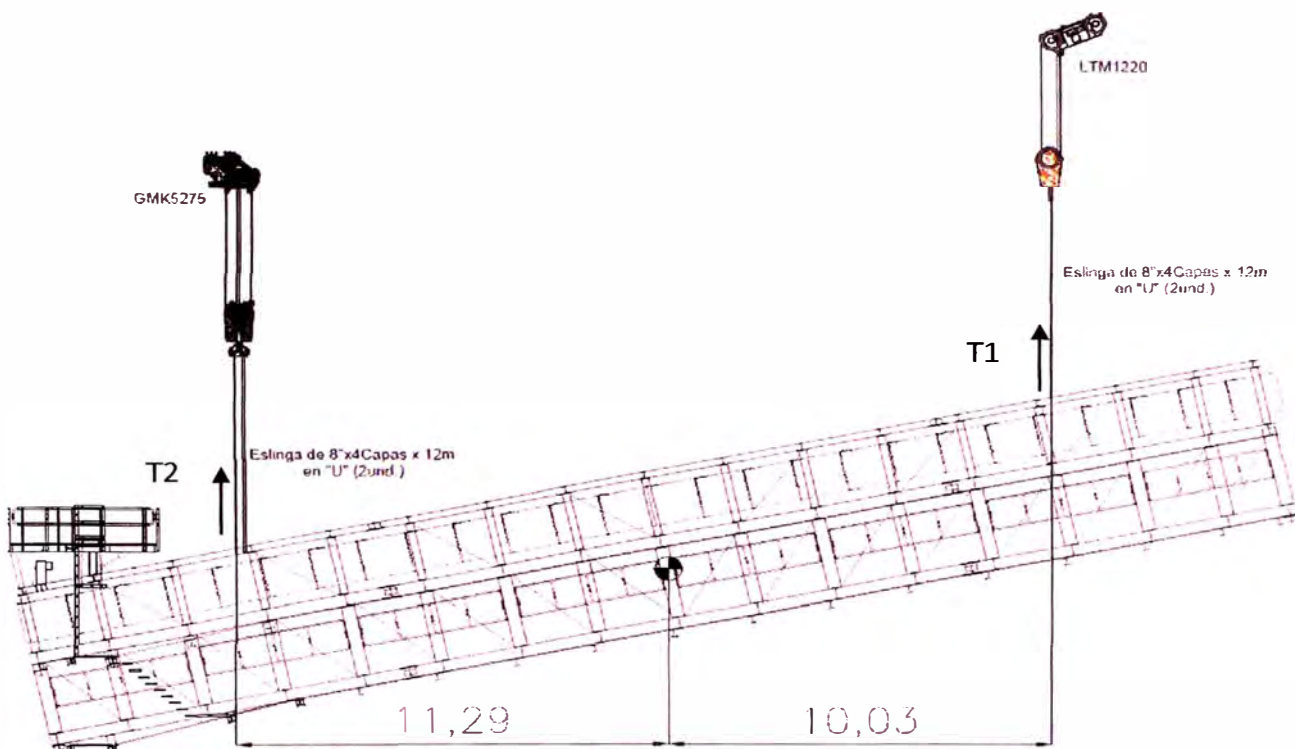 LTM1220
GMK5275
Eslinga de 8"x4Capas x 12m
en "U" (2und.)
T1
Eslinga de 8"x4Capas x 12m
en "U" (2und.)
T2
11,29
10,03